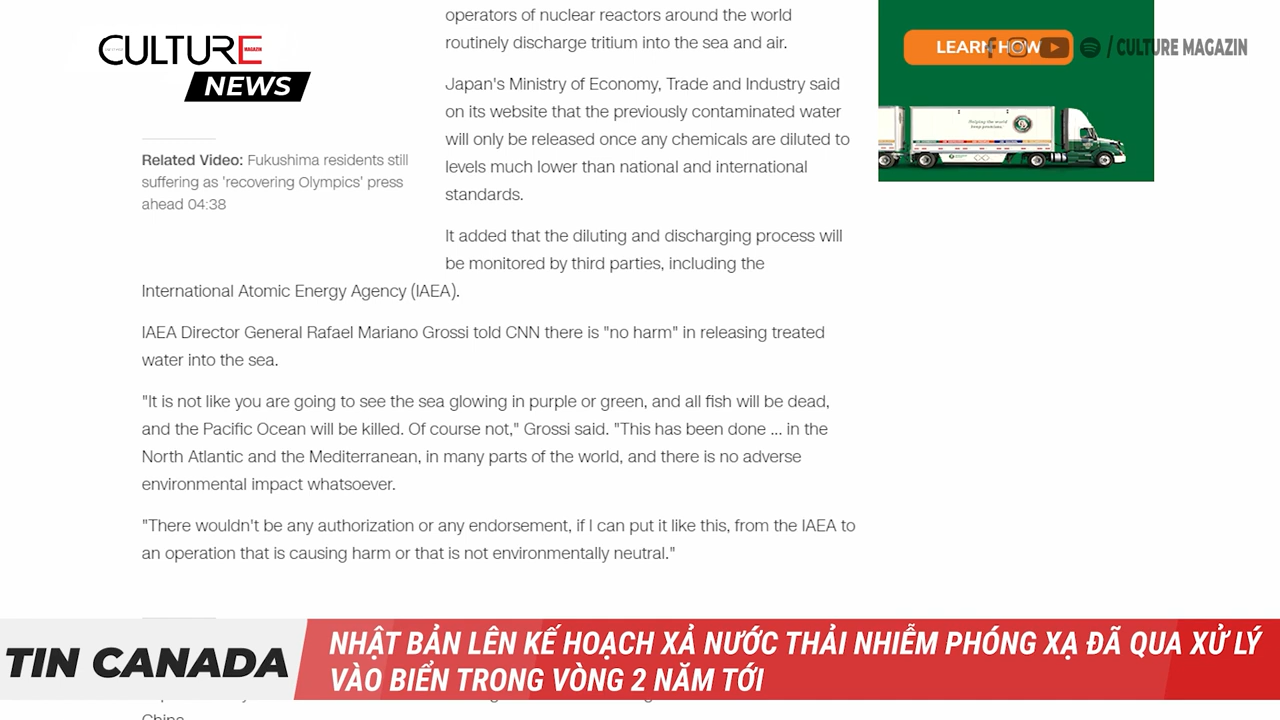 CULTURE
MAGAZIN
NEWS
operators of nuclear reactors around the world
routinely discharge tritium into the sea and air.
Japan's Ministry of Economy, Trade and Industry said
on its website that the previously contaminated water
will only be released once any chemicals are diluted to
levels much lower than national and international
standards.
It added that the diluting and discharging process will
be monitored by third parties, including the
International Atomic Energy Agency (IAEA).
Related Video: Fukushima residents still
suffering as 'recovering Olympics' press
ahead 04:38
IAEA Director General Rafael Mariano Grossi told CNN there is "no harm" in releasing treated
water into the sea.
"It is not like you are going to see the sea glowing in purple or green, and all fish will be dead,
and the Pacific Ocean will be killed. Of course not," Grossi said. "This has been done ... in the
North Atlantic and the Mediterranean, in many parts of the world, and there is no adverse
environmental impact whatsoever.
"There wouldn't be any authorization or any endorsement, if I can put it like this, from the IAEA to
an operation that is causing harm or that is not environmentally neutral."
LEARN HOW
/ CULTURE MAGAZIN
Helping the world
keep promises
TIN CANADA
NHẬT BẢN LÊN KẾ HOẠCH XẢ NƯỚC THẢI NHIỄM PHÓNG XẠ ĐÃ QUA XỬ LÝ
VÀO BIỂN TRONG VÒNG 2 NĂM TỚI
China